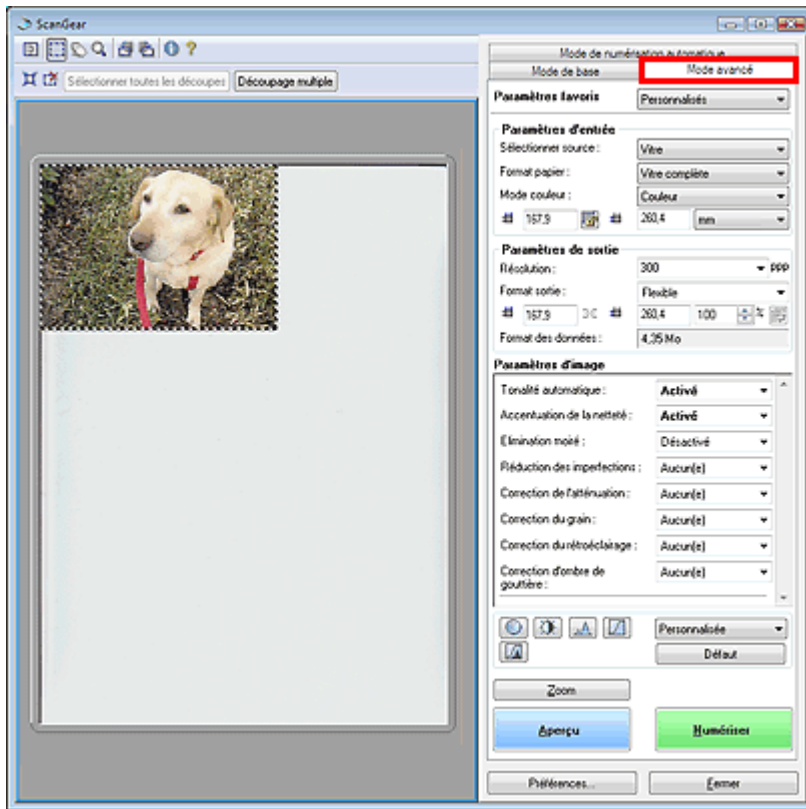 ScanGear
Mode de numérisation automatique
Mode de base Mode avancé
Sélectionner toutes les découpes Découpage multiple
Paramètres favoris Personnalisés
Paramètres d'entrée
Sélectionner source : Vitre
Format papier : Vitre complète
Mode couleur : Couleur
167,9 260,4 mm
Paramètres de sortie
Résolution : 300 PPP
Format sortie : Flexible
167,9 260,4 100 %
Format des données : 4,35 Mo
Paramètres d'image
Tonalité automatique : Activé
Accentuation de la netteté : Activé
Elimination moiré : Désactivé
Réduction des imperfections : Aucun(e)
Correction de l'atténuation : Aucun(e)
Correction du grain : Aucun(e)
Correction du rétroéclairage : Aucun(e)
Correction d'ombre de gouttière : Aucun(e)
Personnalisée
Défaut
Zoom
Aperçu Numériser
Préférences... Fermer